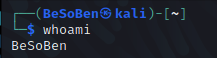 ┌──(BeSoBen㉿kali)-[~]
└─$ whoami
BeSoBen